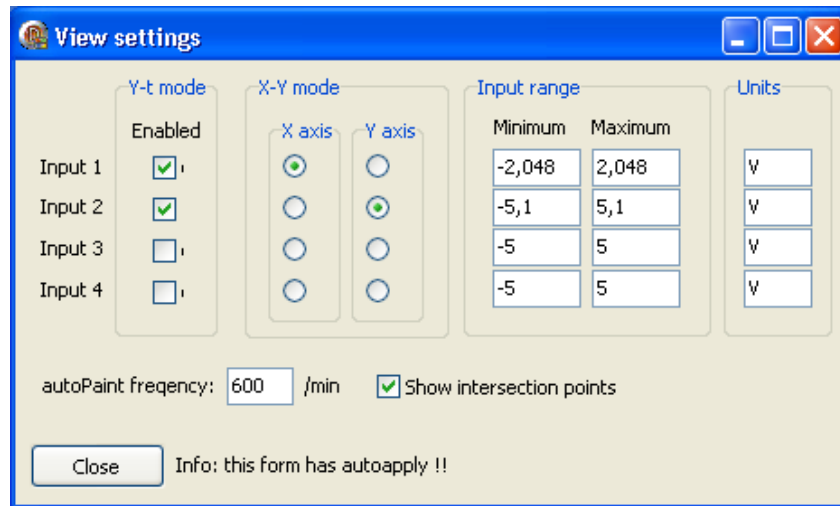 View settings
Y-t mode X-Y mode Input range Units
Enabled X axis Y axis Minimum Maximum
Input 1 -2,048 2,048 V
Input 2 -5,1 5,1 V
Input 3 -5 5 V
Input 4 -5 5 V
autoPaint freqency: 600 /min Show intersection points
Close Info: this form has autoapply !!